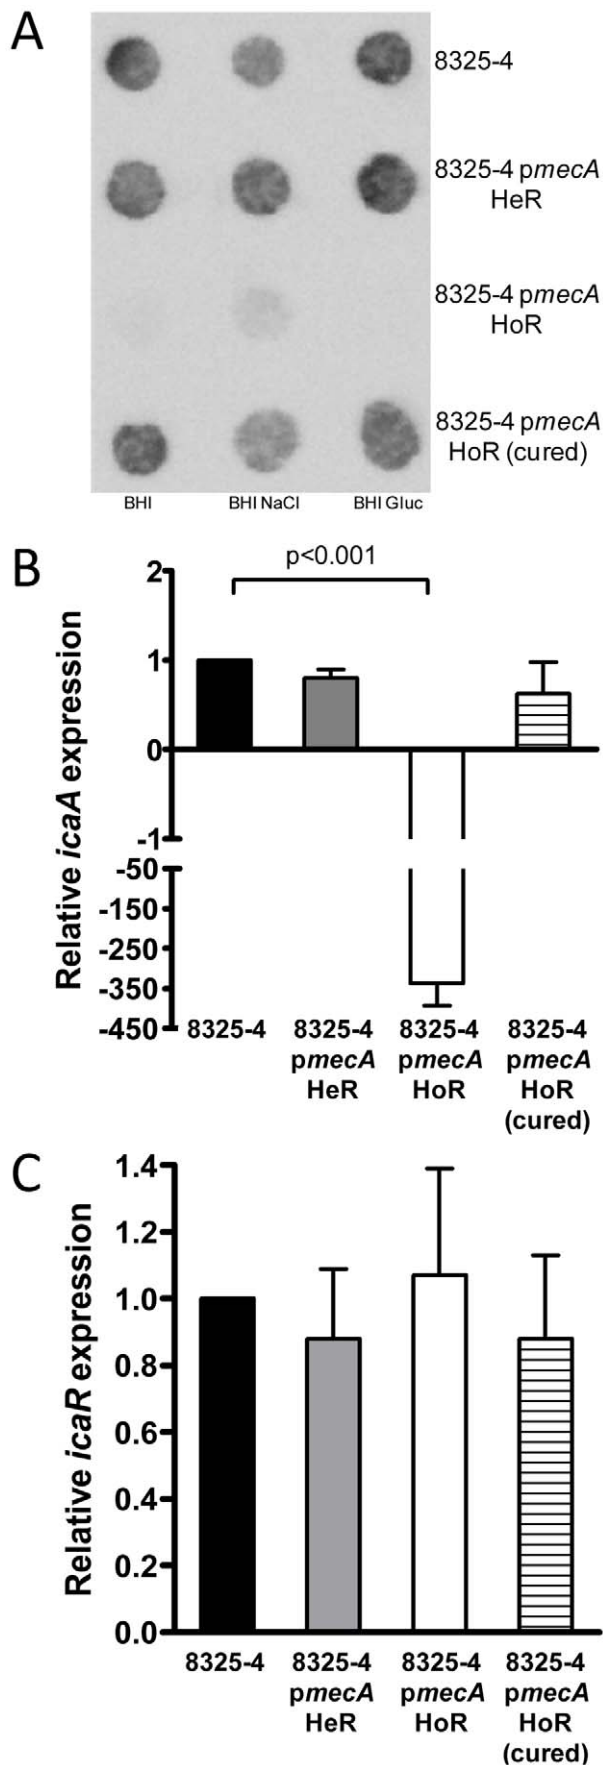 A
8325-4
8325-4 pmecA
HeR
8325-4 pmecA
HoR
8325-4 pmecA
HoR (cured)
BHI BHI NaCl BHI Gluc
B
p<0.001
Relative icaA expression
2
1
0
-1
-50
-150
-250
-350
-450
8325-4 8325-4 8325-4 8325-4
pmecA pmecA pmecA
HeR HoR HoR
(cured)
C
Relative icaR expression
1.4
1.2
1.0
0.8
0.6
0.4
0.2
0.0
8325-4 8325-4 8325-4 8325-4
pmecA pmecA pmecA
HeR HoR HoR
(cured)